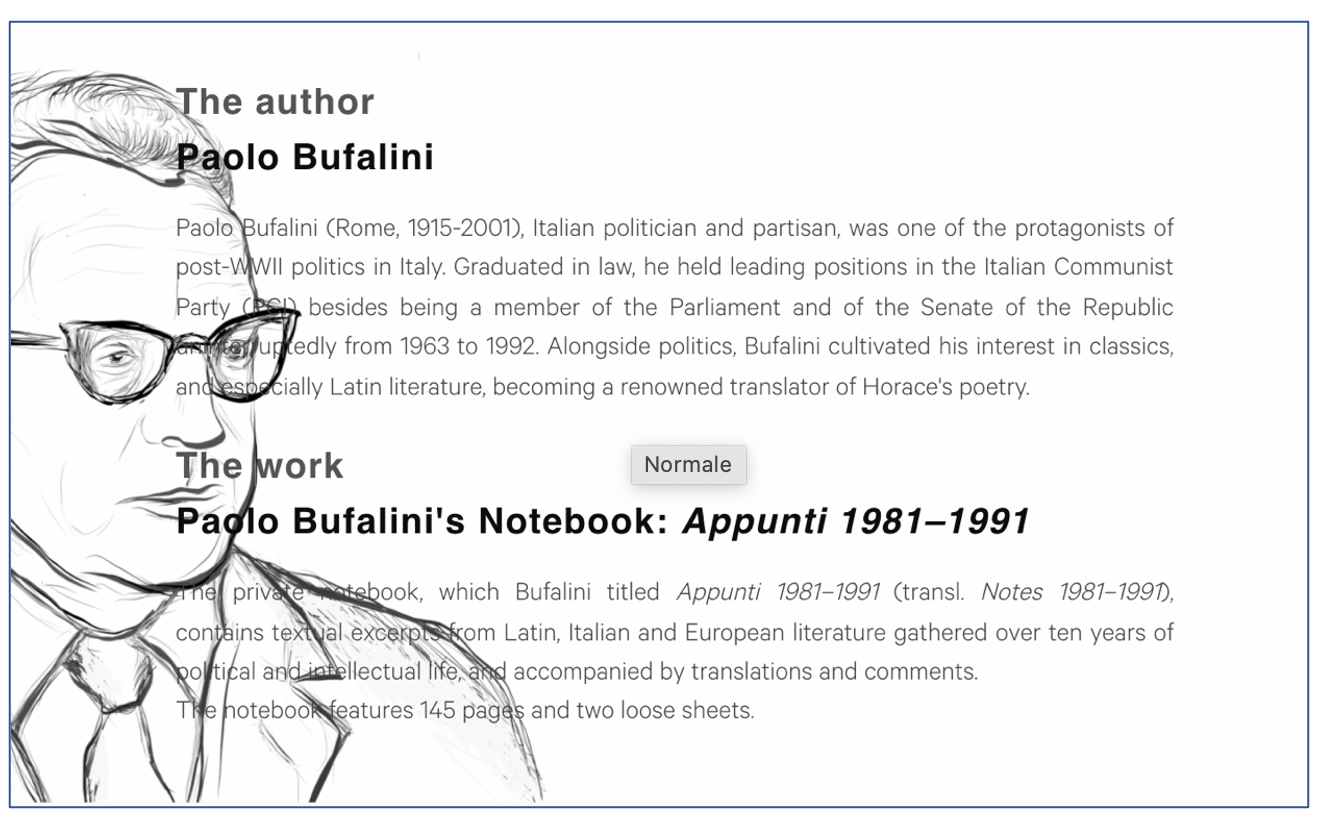 The author
Paolo Bufalini
Paolo Bufalini (Rome, 1915-2001), Italian politician and partisan, was one of the protagonists of
post-WWII politics in Italy. Graduated in law, he held leading positions in the Italian Communist
Party (PCI) besides being a member of the Parliament and of the Senate of the Republic
uninterruptedly from 1963 to 1992. Alongside politics, Bufalini cultivated his interest in classics,
and especially Latin literature, becoming a renowned translator of Horace's poetry.
The work
Normale
Paolo Bufalini's Notebook: Appunti 1981–1991
The private notebook, which Bufalini titled Appunti 1981–1991 (transl. Notes 1981–1991),
contains textual excerpts from Latin, Italian and European literature gathered over ten years of
political and intellectual life, and accompanied by translations and comments.
The notebook features 145 pages and two loose sheets.